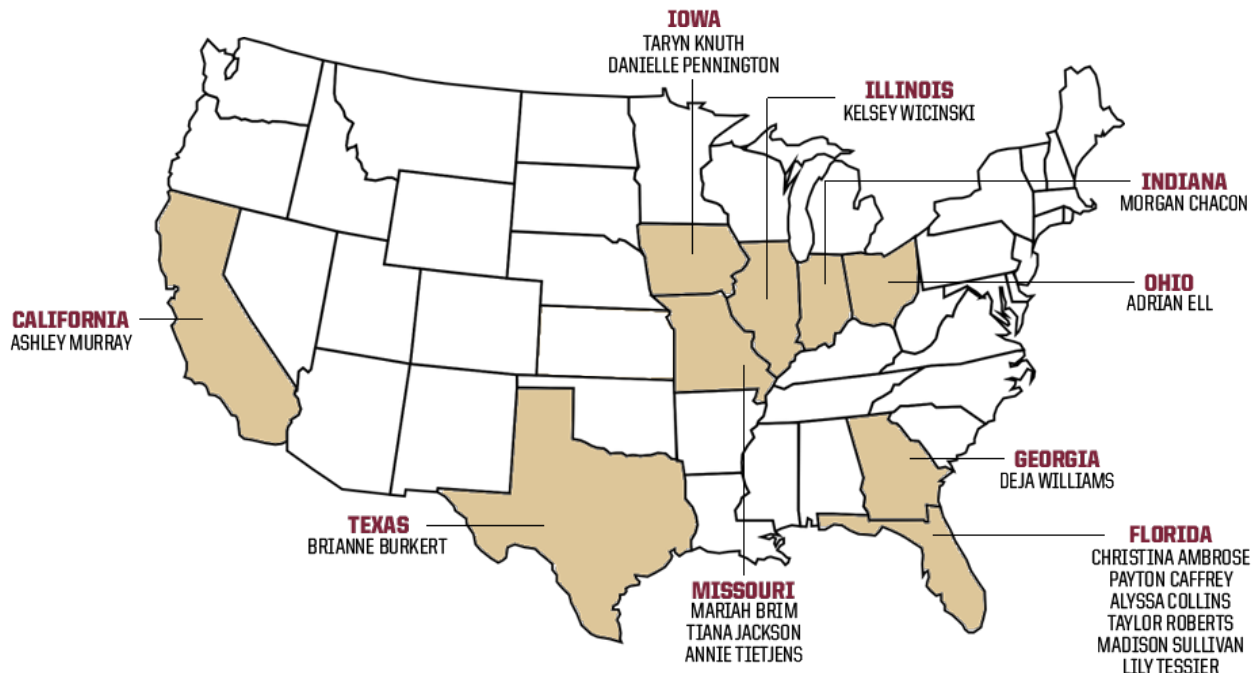 IOWA
TARYN KNUTH
DANIELLE PENNINGTON
ILLINOIS
KELSEY WICINSKI
INDIANA
MORGAN CHACON
OHIO
ADRIAN ELL
CALIFORNIA
ASHLEY MURRAY
GEORGIA
DEJA WILLIAMS
TEXAS
BRIANNE BURKERT
FLORIDA
CHRISTINA AMBROSE
PAYTON CAFFREY
ALYSSA COLLINS
TAYLOR ROBERTS
MADISON SULLIVAN
LILY TESSIER
MISSOURI
MARIAH BRIM
TIANA JACKSON
ANNIE TIETJENS